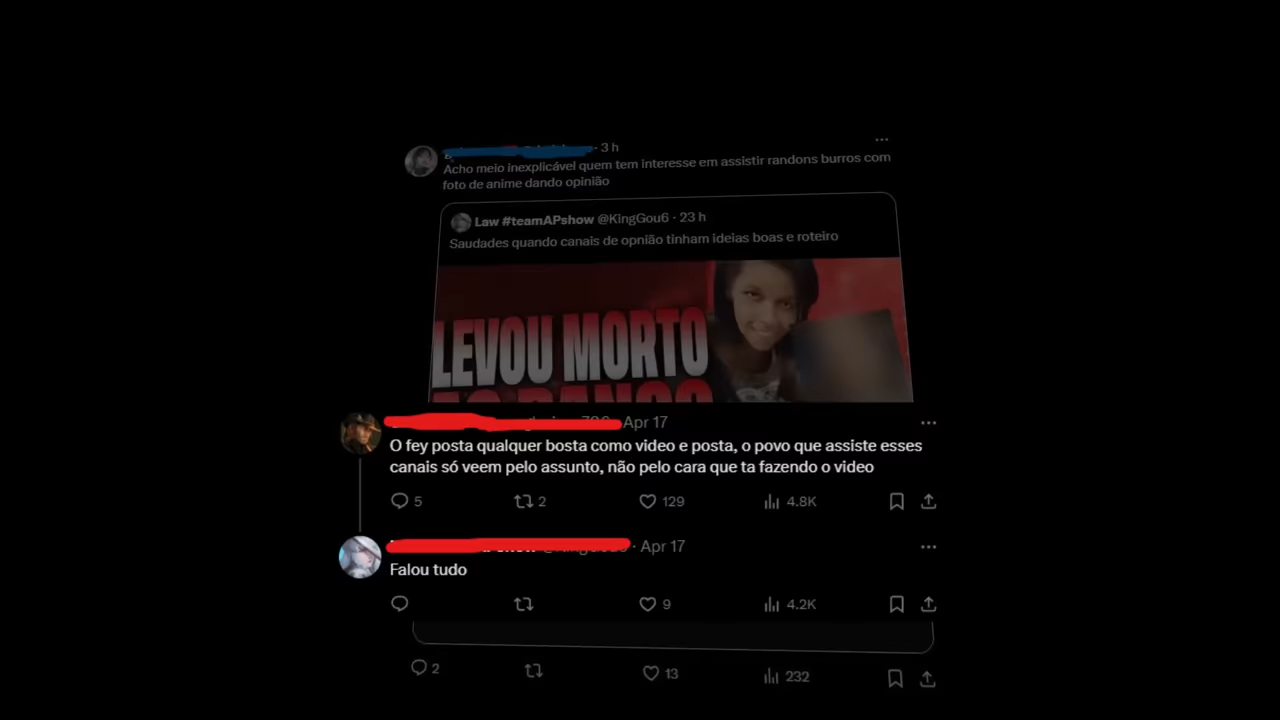 · 3 h
Acho meio inexplicável quem tem interesse em assistir randons burros com
foto de anime dando opinião
Law #teamAPshow @KingGou6 · 23 h
Saudades quando canais de opnião tinham ideias boas e roteiro
LEVOU MORTO
Apr 17
O fey posta qualquer bosta como video e posta, o povo que assiste esses
canais só veem pelo assunto, não pelo cara que ta fazendo o video
5 2 129 4.8K
· Apr 17
Falou tudo
9 4.2K
2 13 232